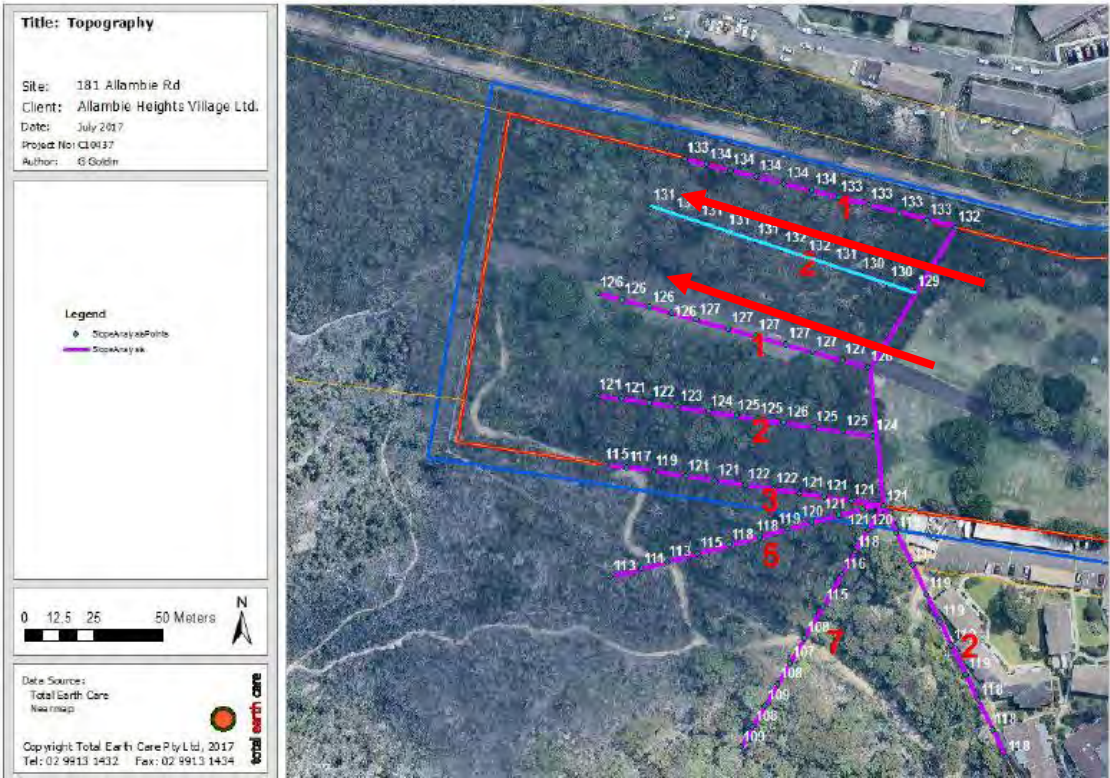 Title: Topography
Site: 181 Allambie Rd
Client: Allambie Heights Village Ltd.
Date: July 2017
Project No: C10437
Author: G Goldin
Legend
SlopeAnalysisPoints
SlopeAnalysis
0 12.5 25 50 Meters
N
Data Source:
Total Earth Care
Nearmap
total earth care
Copyright Total Earth Care Pty Ltd, 2017
Tel: 02 9913 1432 Fax: 02 9913 1434
133 134 134 134 134 134 133 133 133 133 132
1
131 131 131 131 132 132 131 130 130 129
2
126 126 126 126 127 127 127 127 127 126
1
121 121 122 123 124 125 125 126 125 125 124
2
115 117 119 121 121 122 122 121 121 121 121
3
113 114 113 115 118 118 119 120 121 121 120
6
118 116 115 108 107 108 109 108 109
7
119 119 119 118 118 118
2